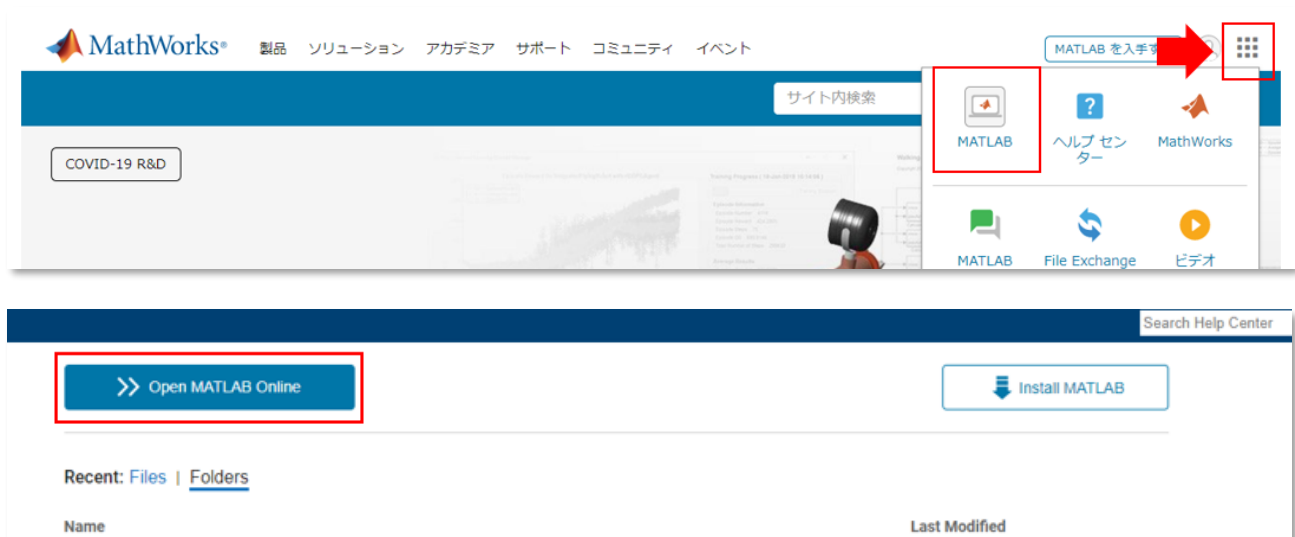 MathWorks®
製品 ソリューション アカデミア サポート コミュニティ イベント
MATLAB を入手す
サイト内検索
MATLAB
ヘルプ セン
ター
MathWorks
COVID-19 R&D
MATLAB
File Exchange
ビデオ
Search Help Center
Open MATLAB Online
Install MATLAB
Recent: Files | Folders
Name
Last Modified